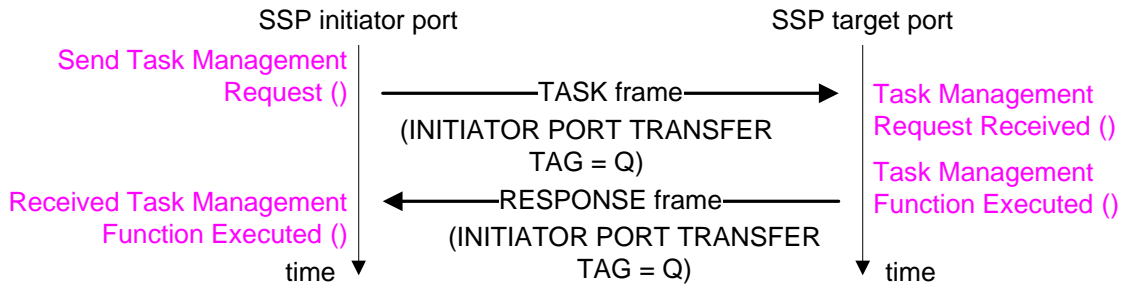 SSP initiator port
SSP target port
Send Task Management
Request ()
TASK frame
(INITIATOR PORT TRANSFER
TAG = Q)
Task Management
Request Received ()
Task Management
Function Executed ()
RESPONSE frame
(INITIATOR PORT TRANSFER
TAG = Q)
Received Task Management
Function Executed ()
time
time